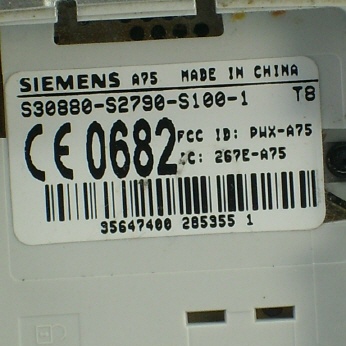 SIEMENS A75 MADE IN CHINA
S30880-S2790-S100-1 T8
CE 0682 FCC ID: PWX-A75
IC: 267E-A75
35647400 285355 1